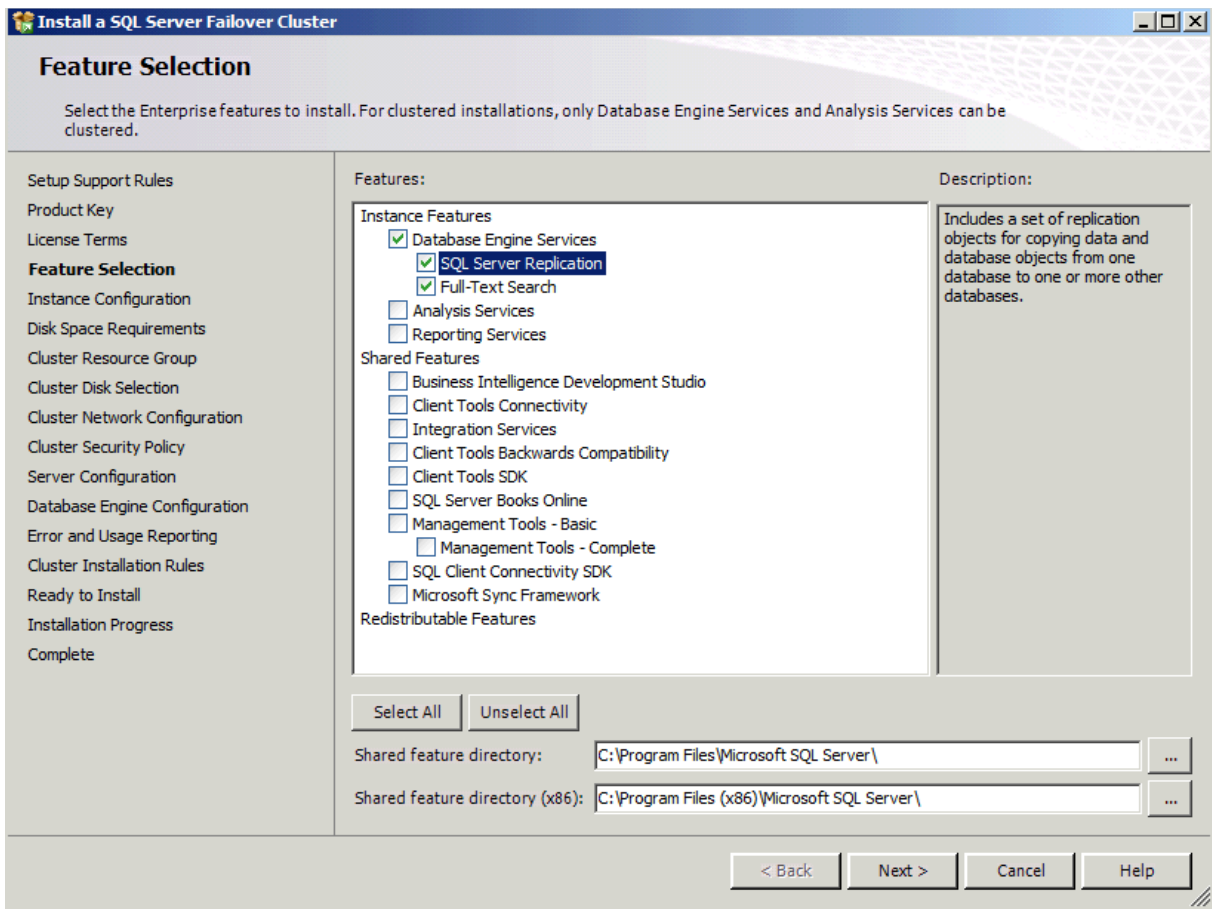 Install a SQL Server Failover Cluster
Feature Selection
Select the Enterprise features to install. For clustered installations, only Database Engine Services and Analysis Services can be
clustered.
Setup Support Rules
Product Key
License Terms
Feature Selection
Instance Configuration
Disk Space Requirements
Cluster Resource Group
Cluster Disk Selection
Cluster Network Configuration
Cluster Security Policy
Server Configuration
Database Engine Configuration
Error and Usage Reporting
Cluster Installation Rules
Ready to Install
Installation Progress
Complete
Features:
Instance Features
Database Engine Services
SQL Server Replication
Full-Text Search
Analysis Services
Reporting Services
Shared Features
Business Intelligence Development Studio
Client Tools Connectivity
Integration Services
Client Tools Backwards Compatibility
Client Tools SDK
SQL Server Books Online
Management Tools - Basic
Management Tools - Complete
SQL Client Connectivity SDK
Microsoft Sync Framework
Redistributable Features
Description:
Includes a set of replication
objects for copying data and
database objects from one
database to one or more other
databases.
Select All
Unselect All
Shared feature directory:
C:\Program Files\Microsoft SQL Server\
...
Shared feature directory (x86):
C:\Program Files (x86)\Microsoft SQL Server\
...
< Back
Next >
Cancel
Help